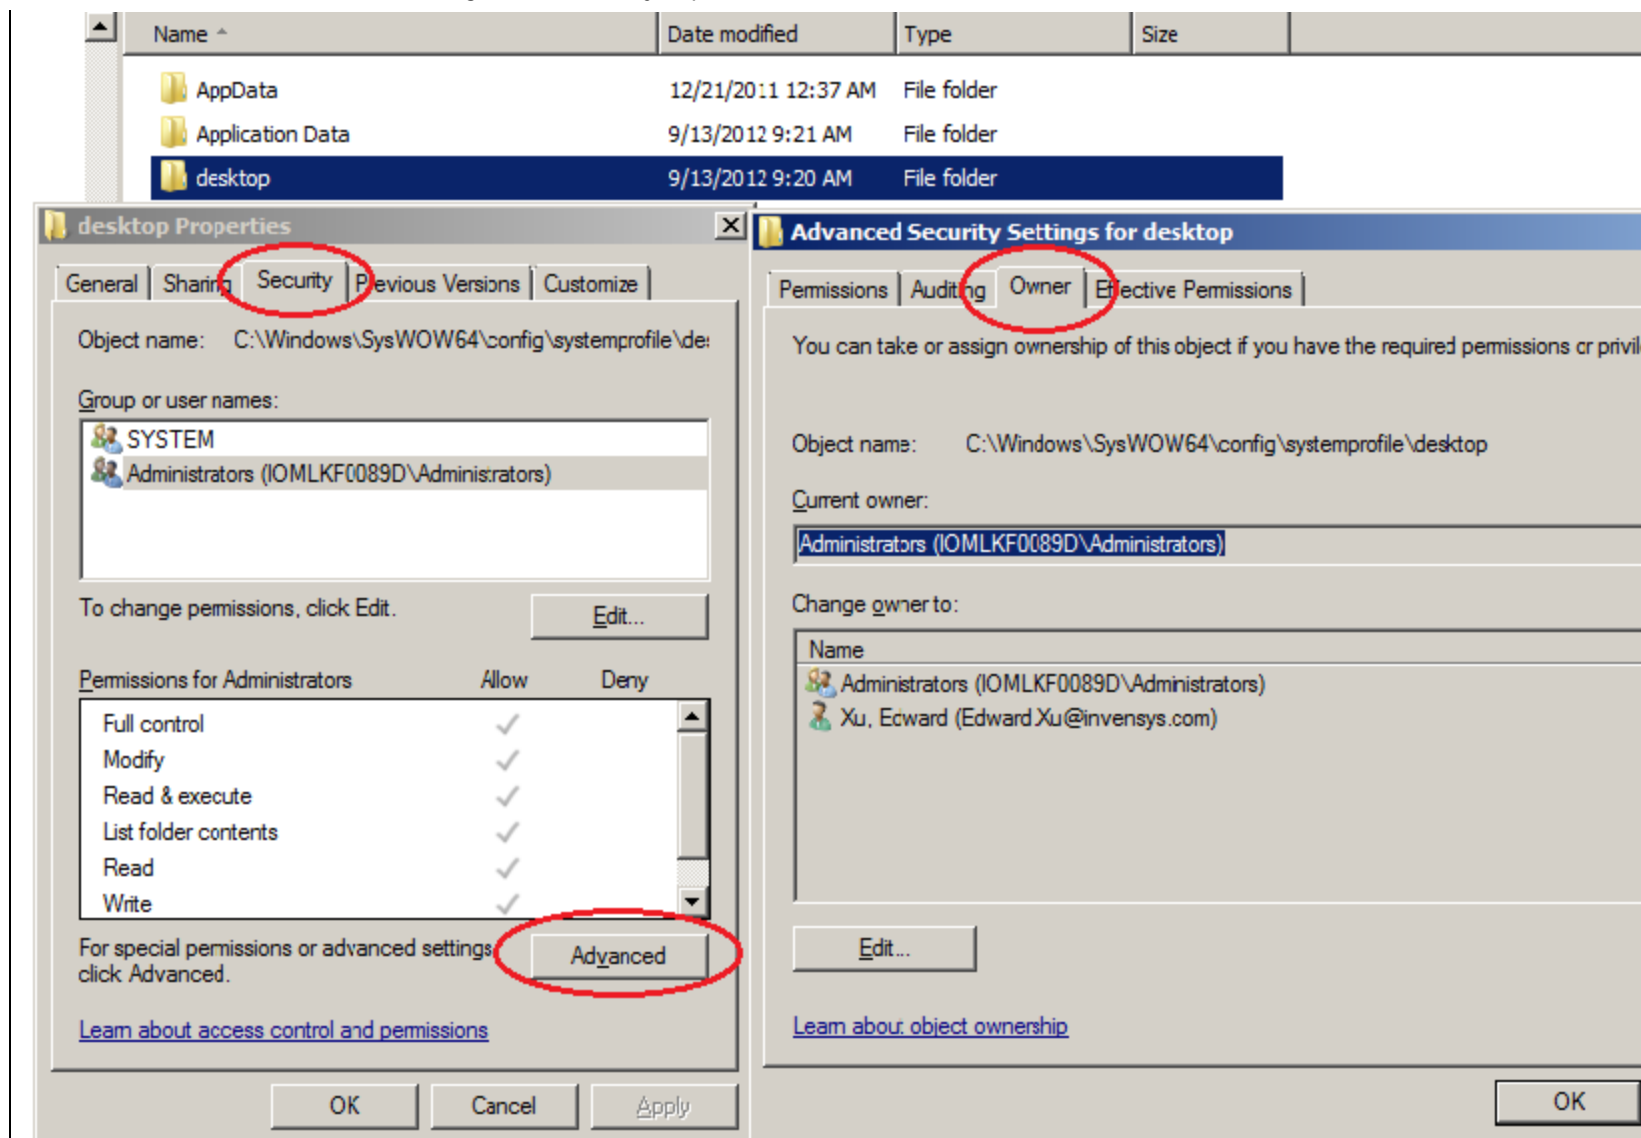 Name Date modified Type Size
AppData 12/21/2011 12:37 AM File folder
Application Data 9/13/2012 9:21 AM File folder
desktop 9/13/2012 9:20 AM File folder
desktop Properties
General Sharing Security Previous Versions Customize
Object name: C:\Windows\SysWOW64\config\systemprofile\des
Group or user names:
SYSTEM
Administrators (IOMLKF0089D\Administrators)
To change permissions, click Edit.
Edit...
Permissions for Administrators Allow Deny
Full control
Modify
Read & execute
List folder contents
Read
Write
For special permissions or advanced settings,
click Advanced.
Advanced
Learn about access control and permissions
OK Cancel Apply
Advanced Security Settings for desktop
Permissions Auditing Owner Effective Permissions
You can take or assign ownership of this object if you have the required permissions or privil
Object name: C:\Windows\SysWOW64\config\systemprofile\desktop
Current owner:
Administrators (IOMLKF0089D\Administrators)
Change owner to:
Name
Administrators (IOMLKF0089D\Administrators)
Xu, Edward (Edward.Xu@invensys.com)
Edit...
Learn about object ownership
OK